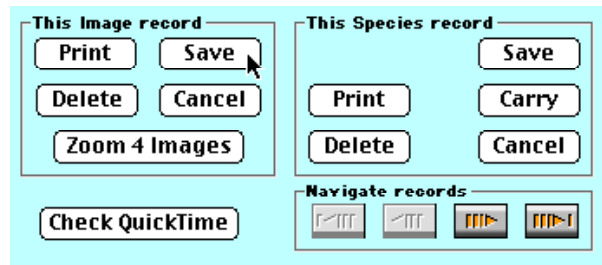 This Image record
Print Save
Delete Cancel
Zoom 4 Images
Check QuickTime
This Species record
Save
Print Carry
Delete Cancel
Navigate records